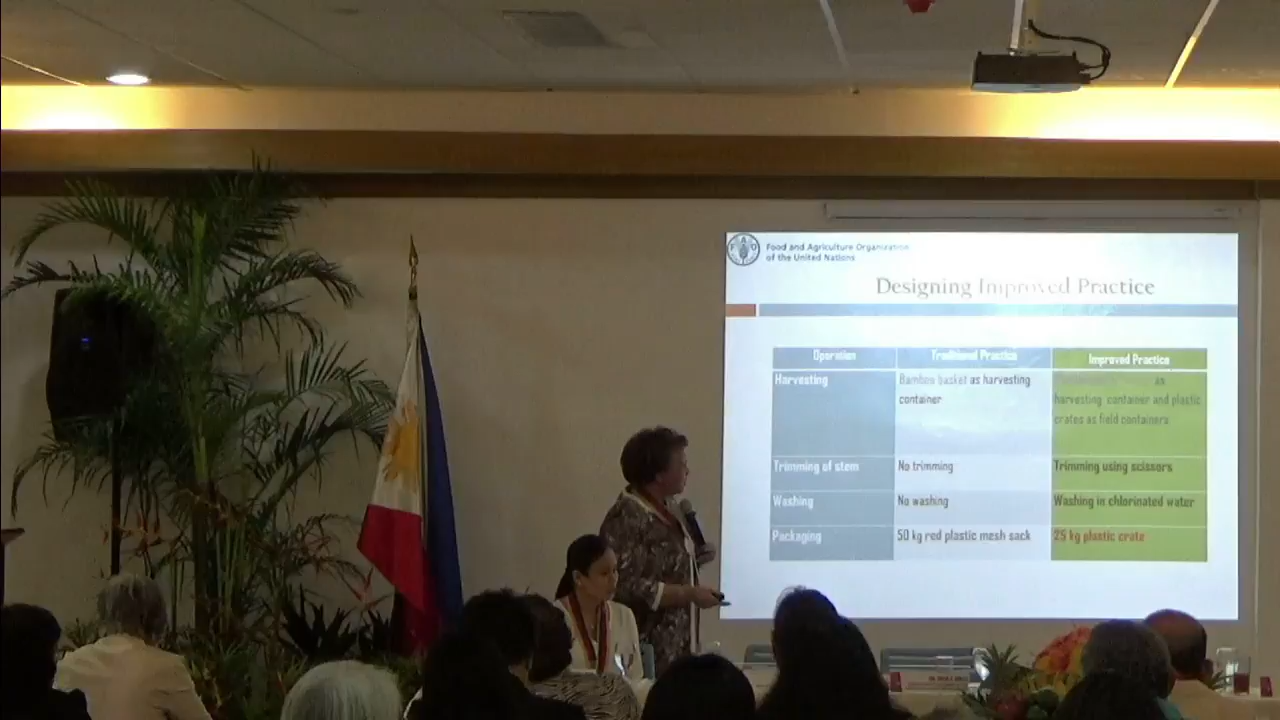 Food and Agriculture Organization
of the United Nations
Designing Improved Practice
Operation
Traditional Practice
Improved Practice
Harvesting
Bamboo basket as harvesting
container
as
harvesting container and plastic
crates as field containers
Trimming of stem
No trimming
Trimming using scissors
Washing
No washing
Washing in chlorinated water
Packaging
50 kg red plastic mesh sack
25 kg plastic crate